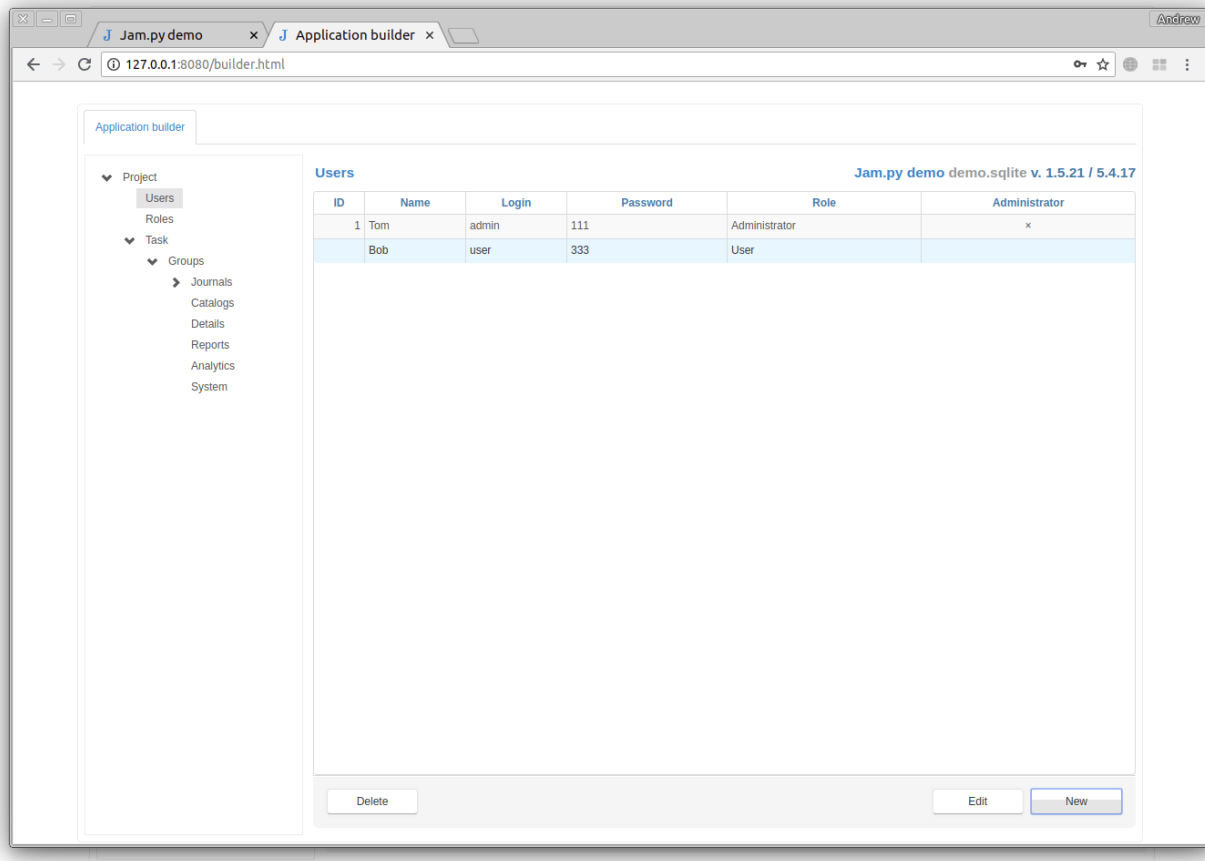 Andrew
J Jam.py demo × J Application builder ×
127.0.0.1:8080/builder.html
Application builder
Project
Users
Roles
Task
Groups
Journals
Catalogs
Details
Reports
Analytics
System
Users Jam.py demo demo.sqlite v. 1.5.21 / 5.4.17
ID Name Login Password Role Administrator
1 Tom admin 111 Administrator ×
Bob user 333 User
Delete Edit New